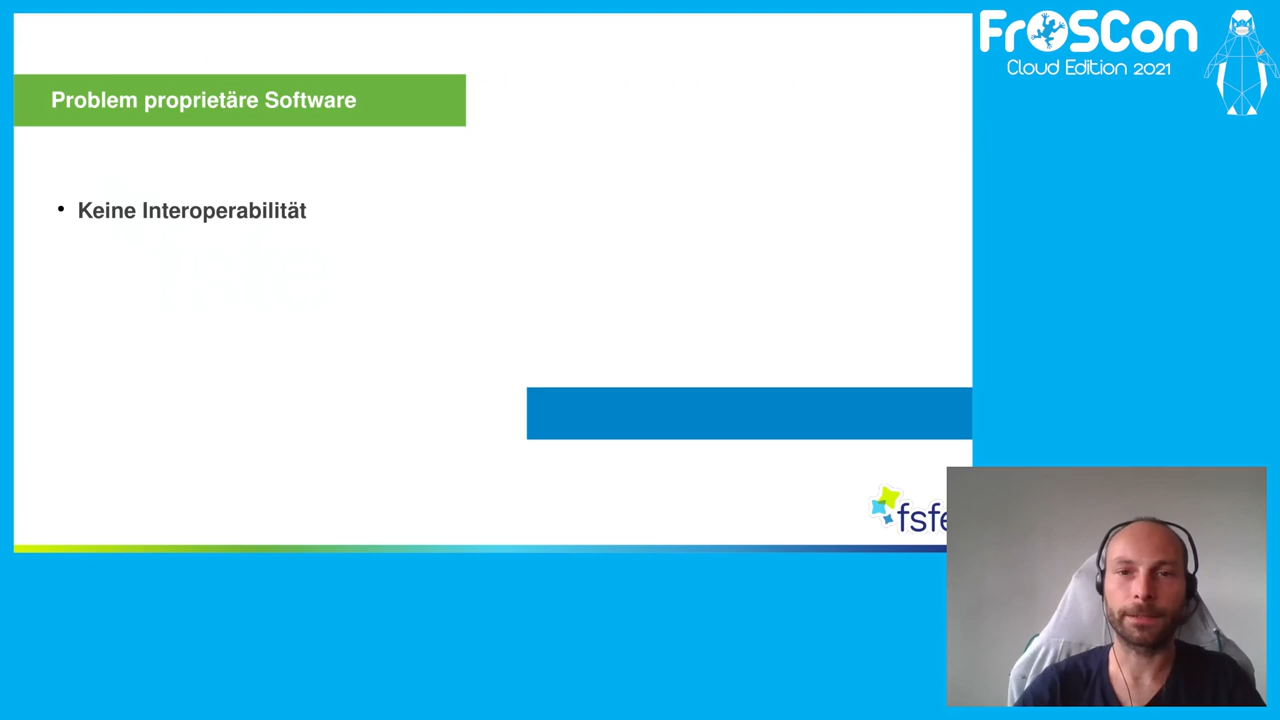 FrOSCon
Cloud Edition 2021
Problem proprietäre Software
• Keine Interoperabilität
fsfe